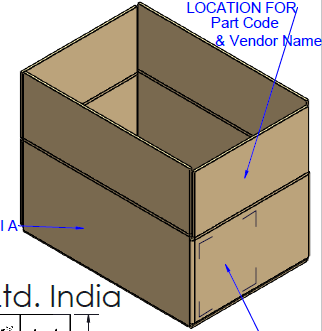 LOCATION FOR
Part Code
& Vendor Name
A
td. India